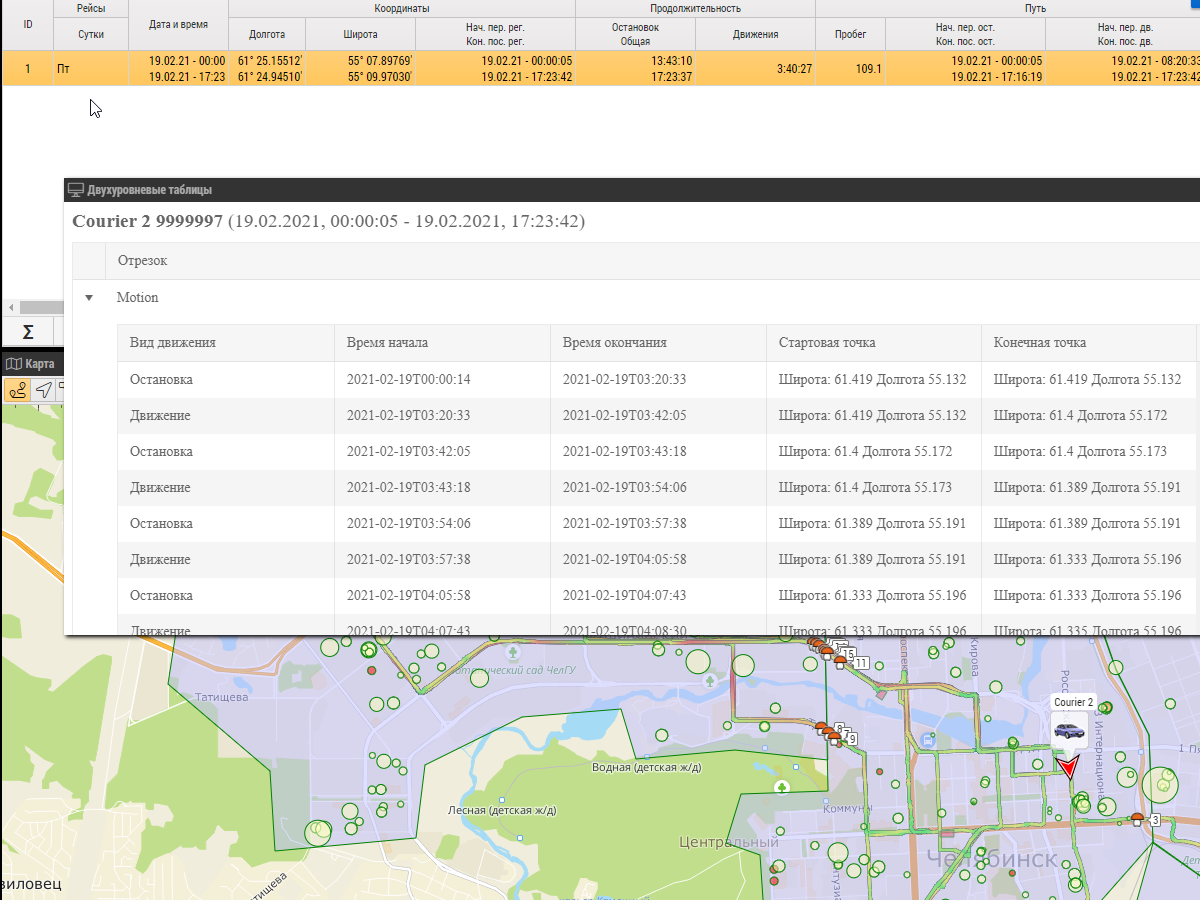 ID
Рейсы
Сутки
Дата и время
Координаты
Долгота
Широта
Нач. пер. рег.
Кон. пос. рег.
Продолжительность
Остановок
Общая
Движения
Путь
Пробег
Нач. пер. ост.
Кон. пос. ост.
Нач. пер. дв.
Кон. пос. дв.
1 Пт
19.02.21 - 00:00 61° 25.15512' 55° 07.89769' 19.02.21 - 00:00:05 13:43:10 19.02.21 - 00:00:05 19.02.21 - 08:20:33
3:40:27 109.1
19.02.21 - 17:23 61° 24.94510' 55° 09.97030' 19.02.21 - 17:23:42 17:23:37 19.02.21 - 17:16:19 19.02.21 - 17:23:42
Двухуровневые таблицы
Courier 2 9999997 (19.02.2021, 00:00:05 - 19.02.2021, 17:23:42)
Отрезок
Motion
Σ
Карта
Вид движения Время начала Время окончания Стартовая точка Конечная точка
Остановка 2021-02-19T00:00:14 2021-02-19T03:20:33 Широта: 61.419 Долгота 55.132 Широта: 61.419 Долгота 55.132
Движение 2021-02-19T03:20:33 2021-02-19T03:42:05 Широта: 61.419 Долгота 55.132 Широта: 61.4 Долгота 55.172
Остановка 2021-02-19T03:42:05 2021-02-19T03:43:18 Широта: 61.4 Долгота 55.172 Широта: 61.4 Долгота 55.173
Движение 2021-02-19T03:43:18 2021-02-19T03:54:06 Широта: 61.4 Долгота 55.173 Широта: 61.389 Долгота 55.191
Остановка 2021-02-19T03:54:06 2021-02-19T03:57:38 Широта: 61.389 Долгота 55.191 Широта: 61.389 Долгота 55.191
Движение 2021-02-19T03:57:38 2021-02-19T04:05:58 Широта: 61.389 Долгота 55.191 Широта: 61.333 Долгота 55.196
Остановка 2021-02-19T04:05:58 2021-02-19T04:07:43 Широта: 61.333 Долгота 55.196 Широта: 61.333 Долгота 55.196
Движение 2021-02-19T04:07:43 2021-02-19T04:08:30 Широта: 61.333 Долгота 55.196 Широта: 61.335 Долгота 55.196
15
11
сад ЧелГУ
Кирова
Татищева
Courier 2
8
7
9
Интернациона
1 Пя
Водная (детская ж/д)
Лесная (детская ж/д)
Коммуны
3
Центральный
Челябинск
виловец
тищева